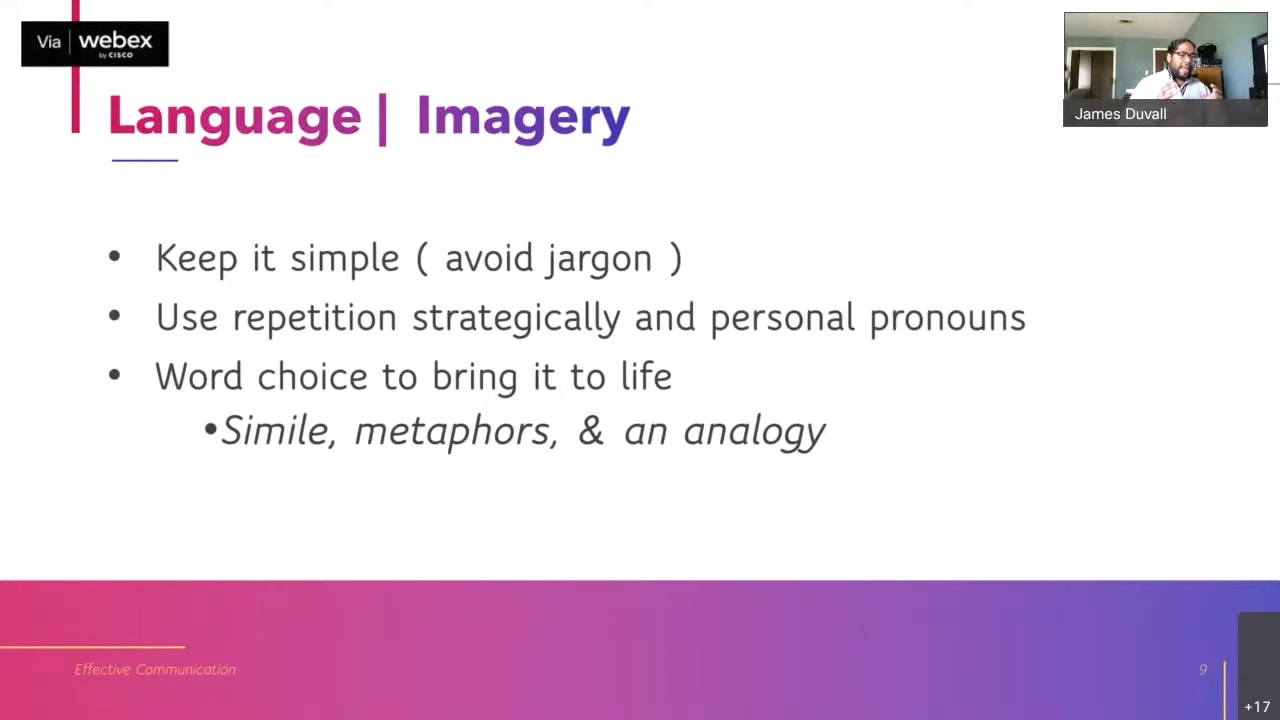 Via webex
by CISCO
James Duvall
Language | Imagery
• Keep it simple ( avoid jargon )
• Use repetition strategically and personal pronouns
• Word choice to bring it to life
•Simile, metaphors, & an analogy
Effective Communication
9
+17